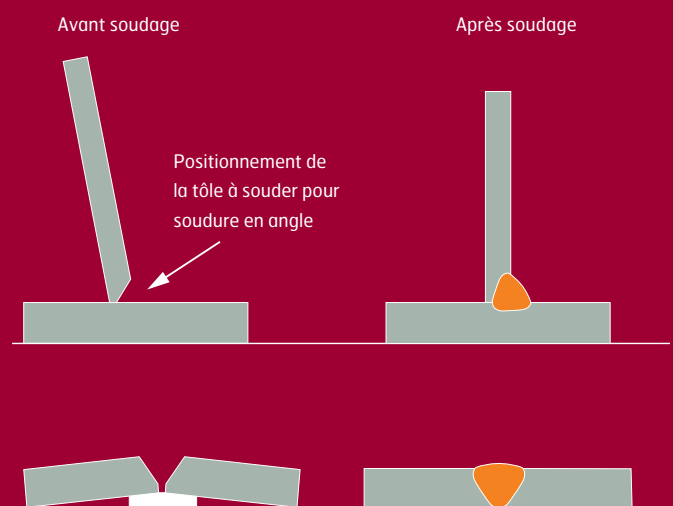 Avant soudage
Après soudage
Positionnement de
la tôle à souder pour
soudure en angle